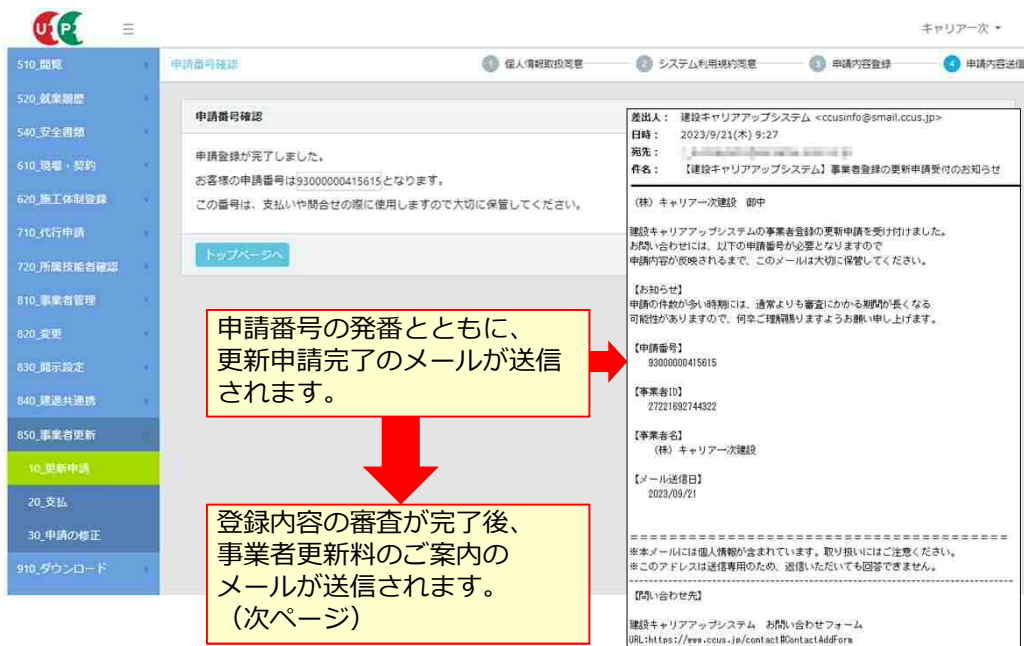 キャリア一次
510_閲覧
520_就業履歴
540_安全書類
610_現場・契約
620_施工体制登録
710_代行申請
720_所属技能者確認
810_事業者管理
820_変更
830_開示設定
840_建退共連携
850_事業者更新
10_更新申請
20_支払
30_申請の修正
910_ダウンロード
申請番号確認
1 個人情報取扱同意
2 システム利用規約同意
3 申請内容登録
4 申請内容送信
申請番号確認
申請登録が完了しました。
お客様の申請番号は93000000415615となります。
この番号は、支払いや問合せの際に使用しますので大切に保管してください。
トップページへ
申請番号の発番とともに、
更新申請完了のメールが送信
されます。
登録内容の審査が完了後、
事業者更新料のご案内の
メールが送信されます。
（次ページ）
差出人： 建設キャリアアップシステム <ccusinfo@smail.ccus.jp>
日時： 2023/9/21(木) 9:27
宛先：
件名： 【建設キャリアアップシステム】事業者登録の更新申請受付のお知らせ
(株) キャリア一次建設 御中
建設キャリアアップシステムの事業者登録の更新申請を受け付けました。
お問い合わせには、以下の申請番号が必要となりますので
申請内容が反映されるまで、このメールは大切に保管してください。
【お知らせ】
申請の件数が多い時期には、通常よりも審査にかかる期間が長くなる
可能性がありますので、何卒ご理解賜りますようお願い申し上げます。
【申請番号】
93000000415615
【事業者ID】
27221692744322
【事業者名】
(株) キャリア一次建設
【メール送信日】
2023/09/21
=============================================
※本メールには個人情報が含まれています。取り扱いにはご注意ください。
※このアドレスは送信専用のため、返信いただいても回答できません。
-------------------------------------------------------------
【問い合わせ先】
建設キャリアアップシステム お問い合わせフォーム
URL:https://www.ccus.jp/contact#ContactAddForm